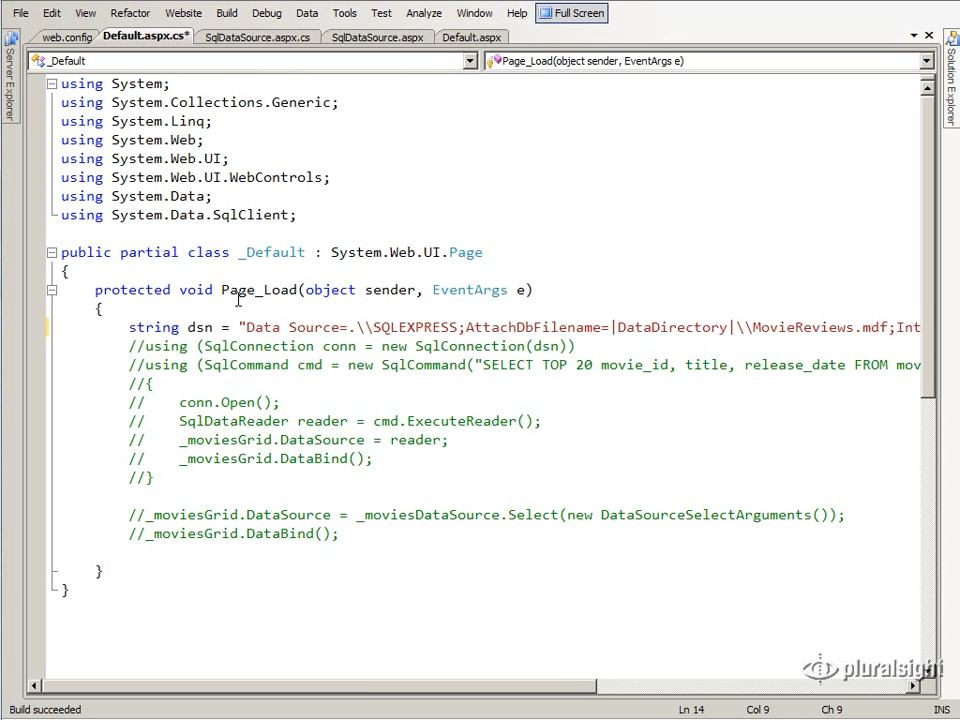 File Edit View Refactor Website Build Debug Data Tools Test Analyze Window Help Full Screen
web.config Default.aspx.cs* SqlDataSource.aspx.cs SqlDataSource.aspx Default.aspx
_Default Page_Load(object sender, EventArgs e)
Server Explorer
Solution Explorer
using System;
using System.Collections.Generic;
using System.Linq;
using System.Web;
using System.Web.UI;
using System.Web.UI.WebControls;
using System.Data;
using System.Data.SqlClient;
public partial class _Default : System.Web.UI.Page
{
protected void Page_Load(object sender, EventArgs e)
{
string dsn = "Data Source=.\\SQLEXPRESS;AttachDbFilename=|DataDirectory|\\MovieReviews.mdf;Int
//using (SqlConnection conn = new SqlConnection(dsn))
//using (SqlCommand cmd = new SqlCommand("SELECT TOP 20 movie_id, title, release_date FROM mov
//{
// conn.Open();
// SqlDataReader reader = cmd.ExecuteReader();
// _moviesGrid.DataSource = reader;
// _moviesGrid.DataBind();
//}
//_moviesGrid.DataSource = _moviesDataSource.Select(new DataSourceSelectArguments());
//_moviesGrid.DataBind();
}
}
pluralsight
Build succeeded Ln 14 Col 9 Ch 9 INS